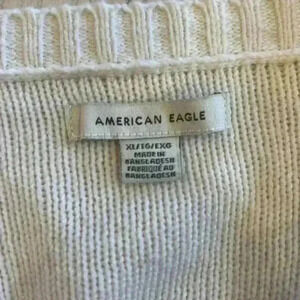 AMERICAN EAGLE
XL/TG/EXG
MADE IN
BANGLADESH
FABRIQUÉ AU
BANGLADESH